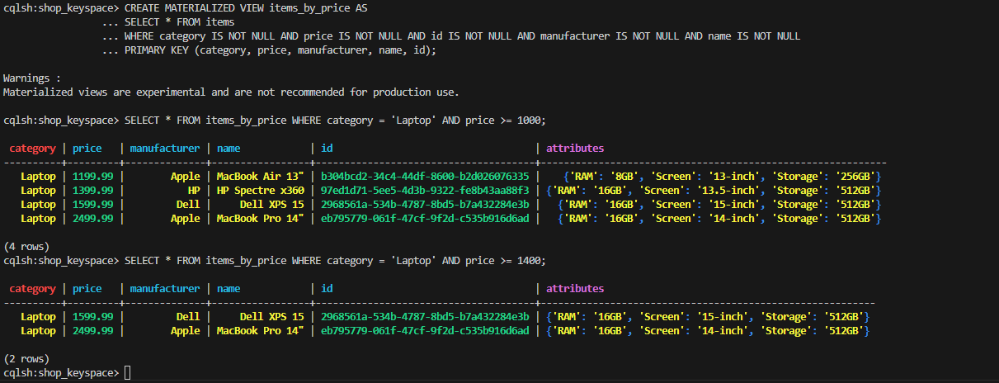 cqlsh:shop_keyspace> CREATE MATERIALIZED VIEW items_by_price AS
                 ... SELECT * FROM items
                 ... WHERE category IS NOT NULL AND price IS NOT NULL AND id IS NOT NULL AND manufacturer IS NOT NULL AND name IS NOT NULL
                 ... PRIMARY KEY (category, price, manufacturer, name, id);

Warnings :
Materialized views are experimental and are not recommended for production use.

cqlsh:shop_keyspace> SELECT * FROM items_by_price WHERE category = 'Laptop' AND price >= 1000;

 category | price   | manufacturer | name            | id                                   | attributes
----------+---------+--------------+-----------------+--------------------------------------+------------------------------------------------------------
   Laptop | 1199.99 |        Apple | MacBook Air 13" | b304bcd2-34c4-44df-8600-b2d026076335 |    {'RAM': '8GB', 'Screen': '13-inch', 'Storage': '256GB'}
   Laptop | 1399.99 |           HP | HP Spectre x360 | 97ed1d71-5ee5-4d3b-9322-fe8b43aa88f3 | {'RAM': '16GB', 'Screen': '13.5-inch', 'Storage': '512GB'}
   Laptop | 1599.99 |         Dell |     Dell XPS 15 | 2968561a-534b-4787-8bd5-b7a432284e3b |   {'RAM': '16GB', 'Screen': '15-inch', 'Storage': '512GB'}
   Laptop | 2499.99 |        Apple | MacBook Pro 14" | eb795779-061f-47cf-9f2d-c535b916d6ad |   {'RAM': '16GB', 'Screen': '14-inch', 'Storage': '512GB'}

(4 rows)
cqlsh:shop_keyspace> SELECT * FROM items_by_price WHERE category = 'Laptop' AND price >= 1400;

 category | price   | manufacturer | name            | id                                   | attributes
----------+---------+--------------+-----------------+--------------------------------------+----------------------------------------------------------
   Laptop | 1599.99 |         Dell |     Dell XPS 15 | 2968561a-534b-4787-8bd5-b7a432284e3b | {'RAM': '16GB', 'Screen': '15-inch', 'Storage': '512GB'}
   Laptop | 2499.99 |        Apple | MacBook Pro 14" | eb795779-061f-47cf-9f2d-c535b916d6ad | {'RAM': '16GB', 'Screen': '14-inch', 'Storage': '512GB'}

(2 rows)
cqlsh:shop_keyspace>